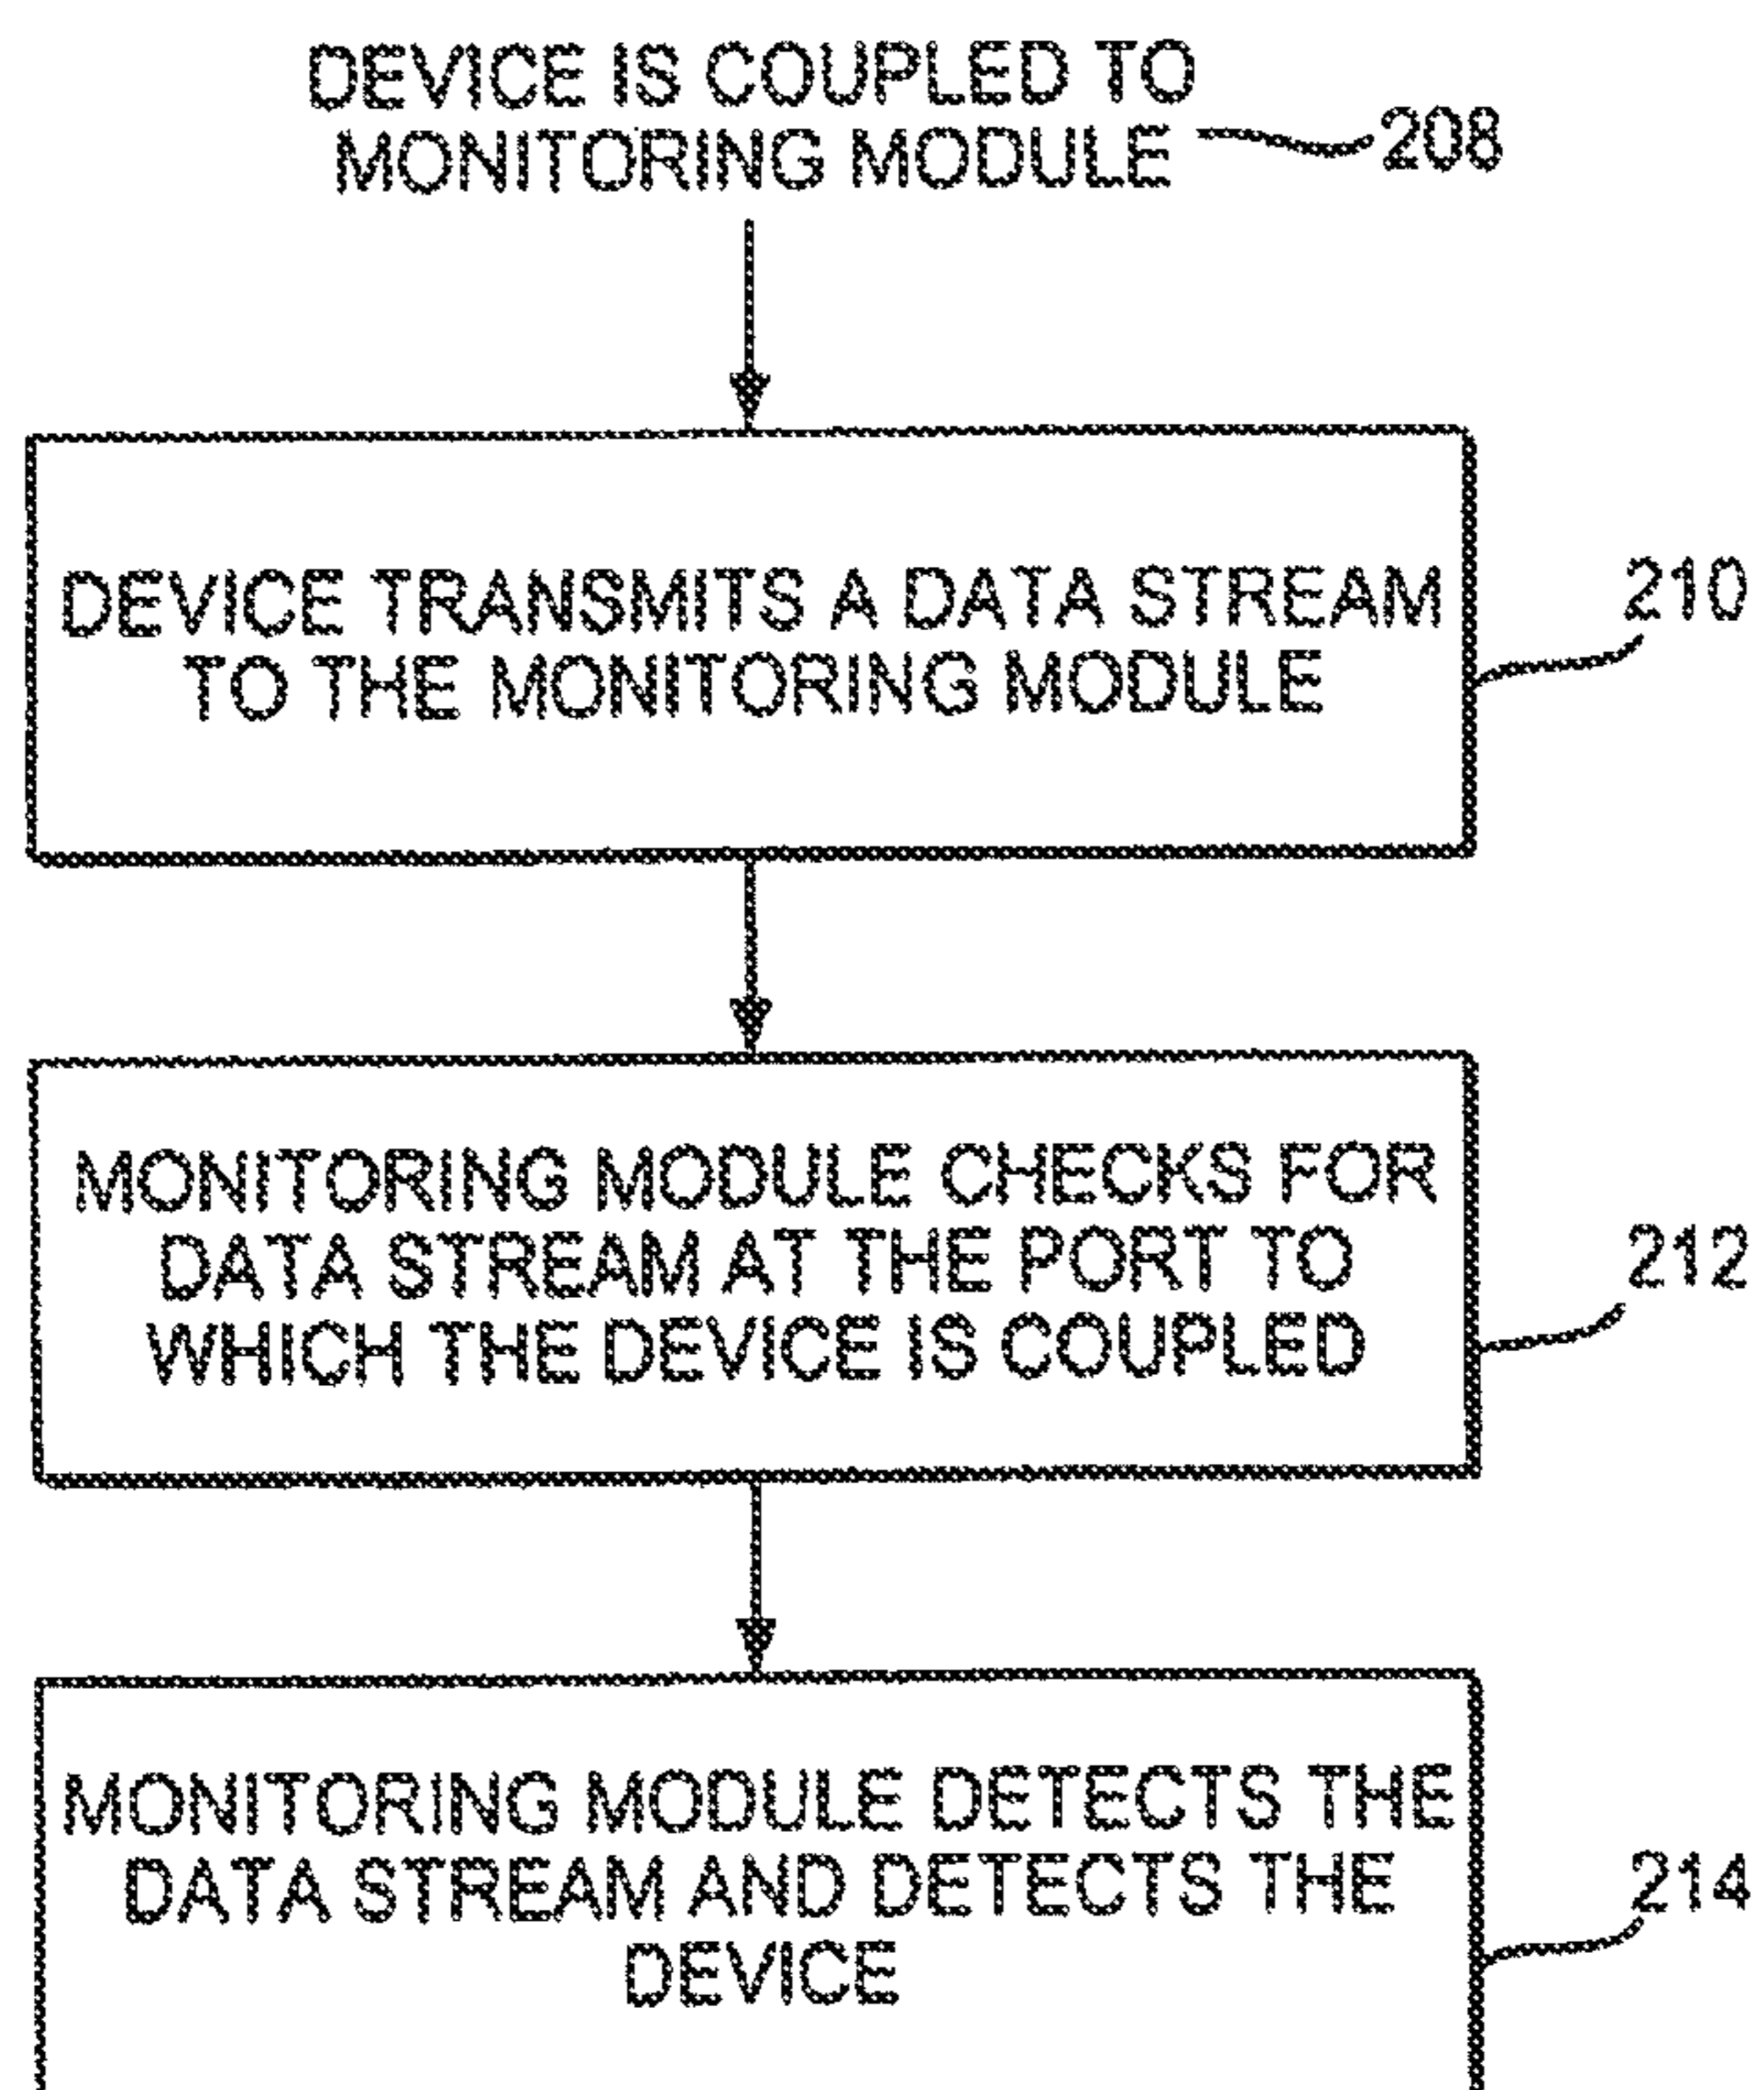 DEVICE IS COUPLED TO
MONITORING MODULE
208
DEVICE TRANSMITS A DATA STREAM
TO THE MONITORING MODULE
210
MONITORING MODULE CHECKS FOR
DATA STREAM AT THE PORT TO
WHICH THE DEVICE IS COUPLED
212
MONITORING MODULE DETECTS THE
DATA STREAM AND DETECTS THE
DEVICE
214